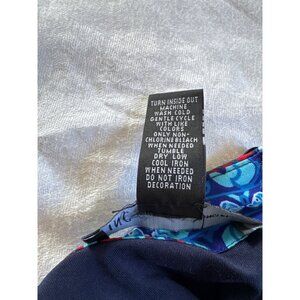 TURN INSIDE OUT
MACHINE
WASH COLD
GENTLE CYCLE
WITH LIKE
COLORS
ONLY NON-
CHLORINE BLEACH
WHEN NEEDED
TUMBLE
DRY LOW
COOL IRON
WHEN NEEDED
DO NOT IRON
DECORATION